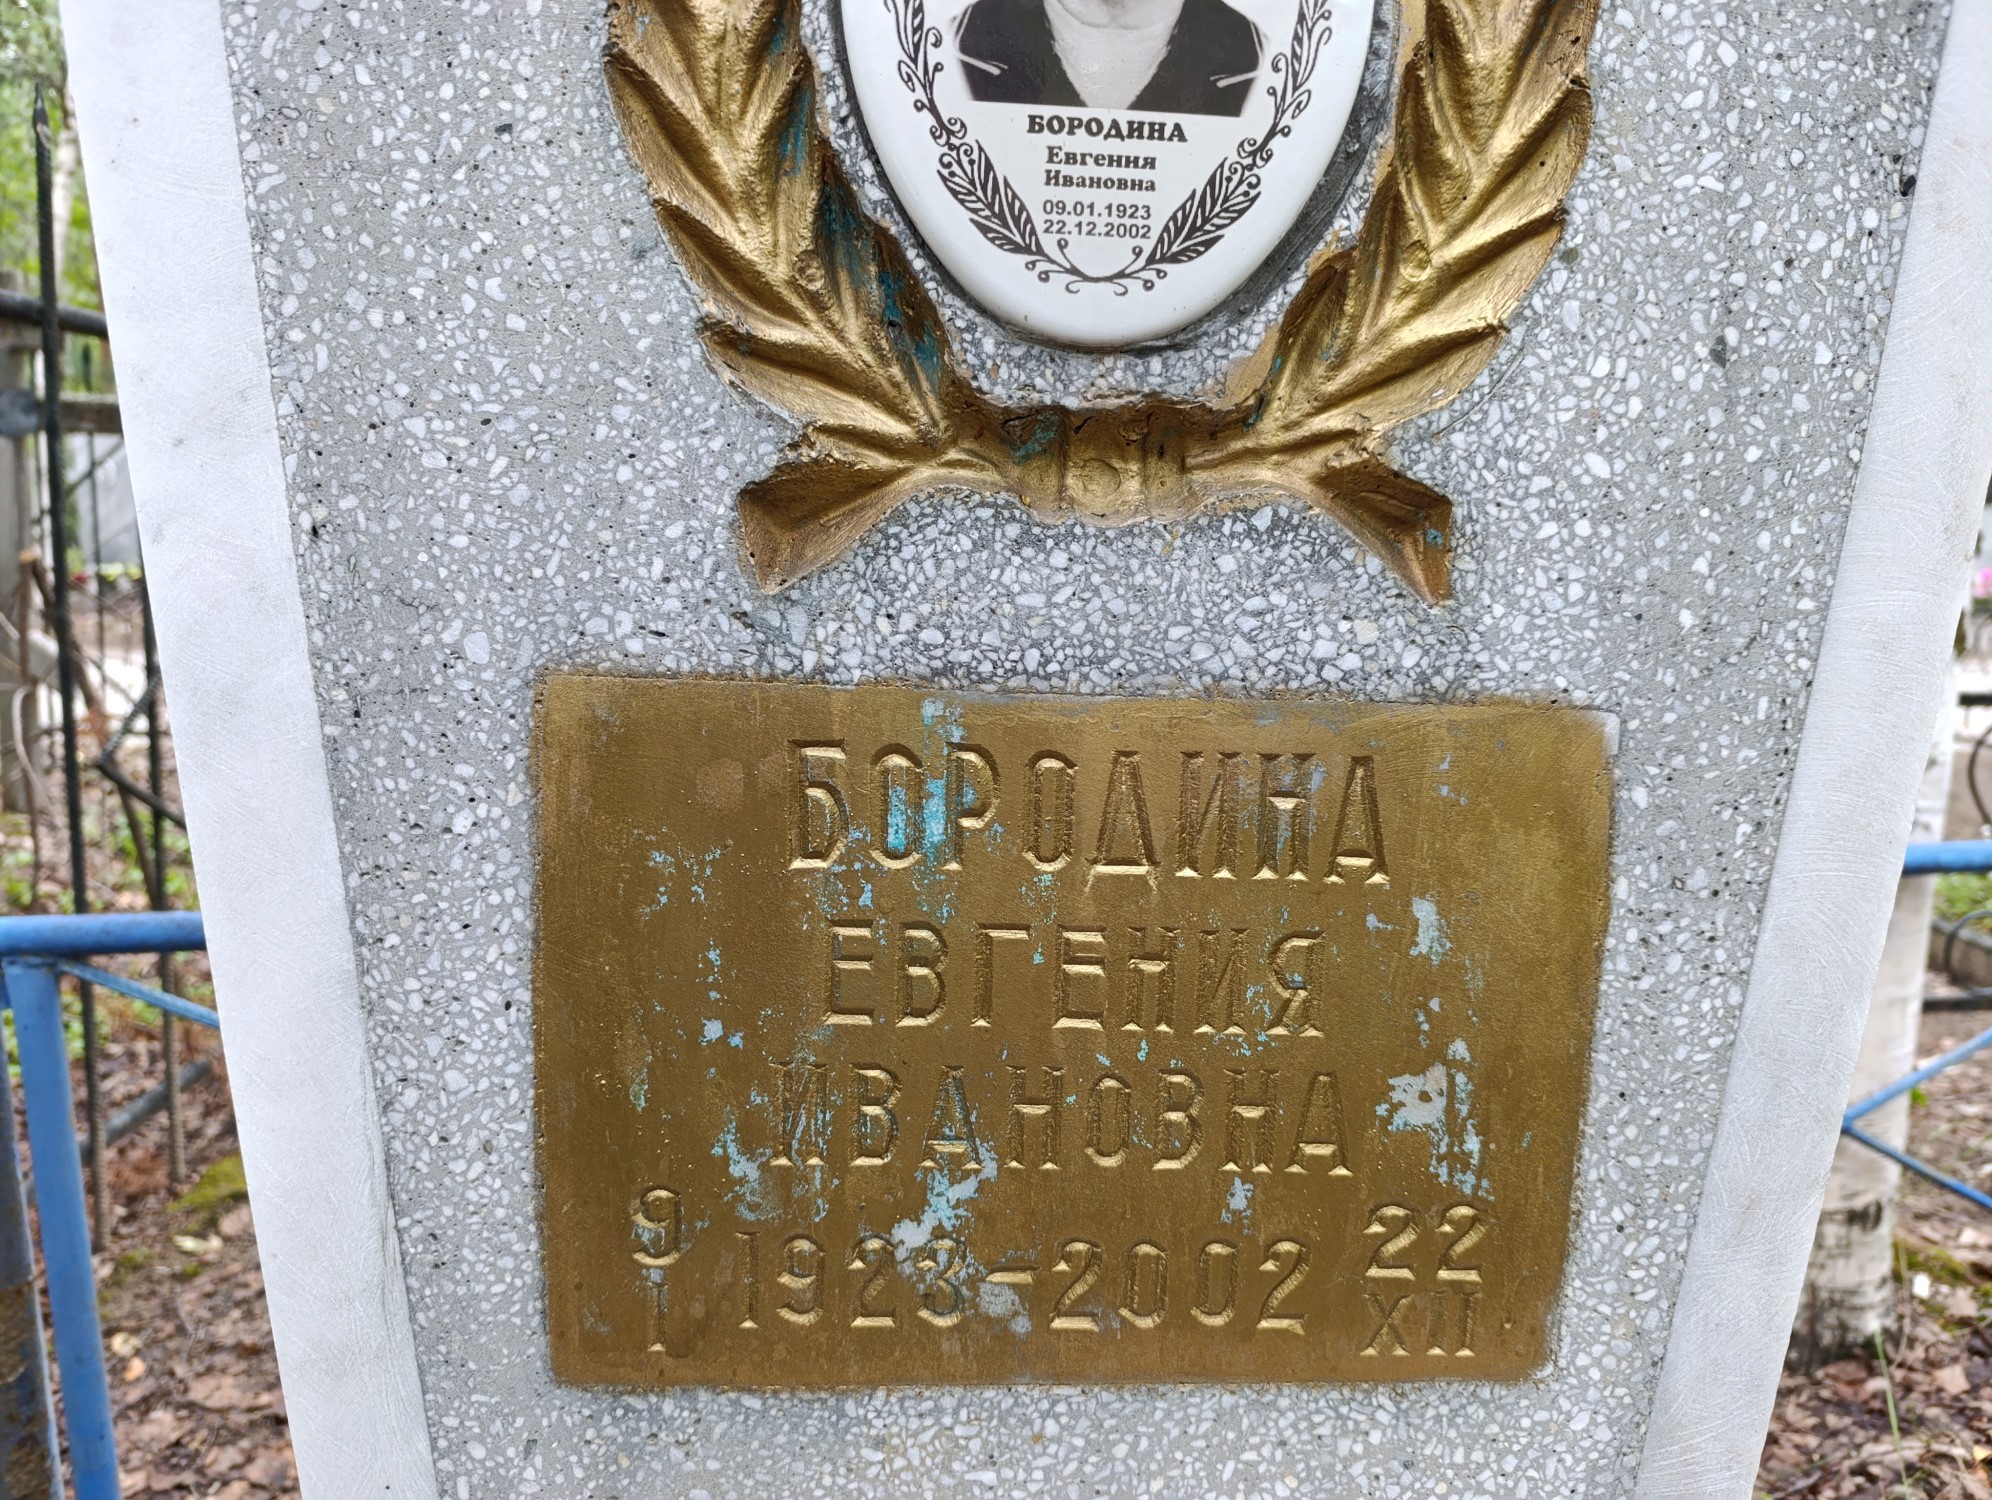 БОРОДИНА
Евгения
Ивановна
09.01.1923
22.12.2002
БОРОДИНА
ЕВГЕНИЯ
ИВАНОВНА
9 1923-2002 22
I XII